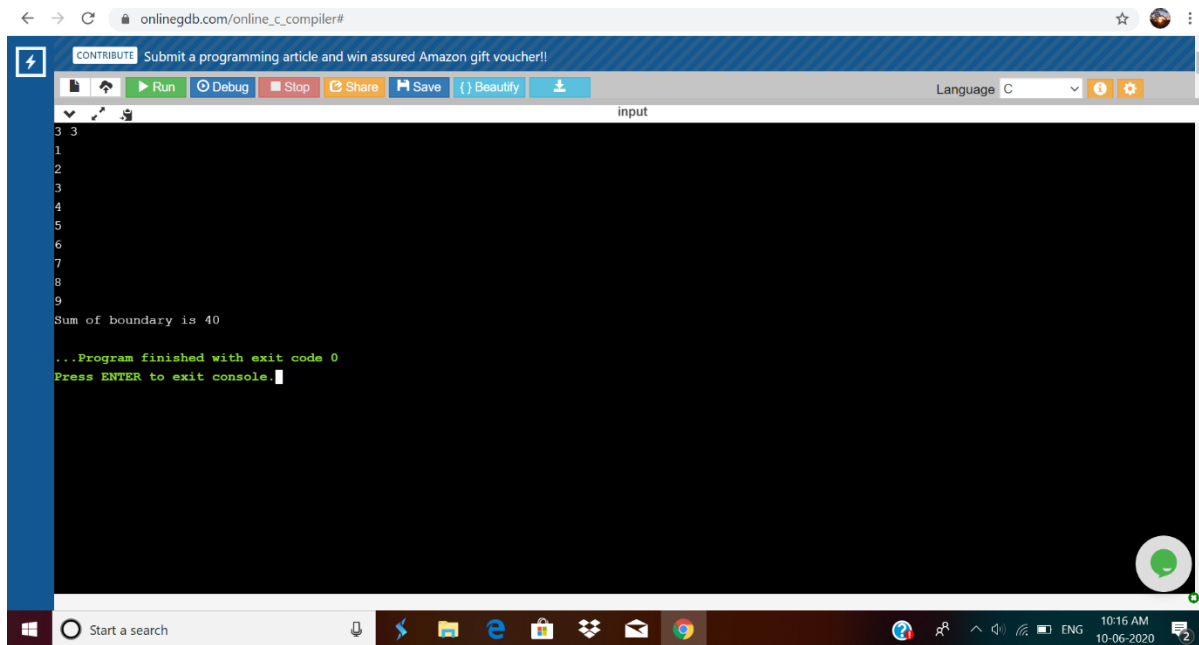 onlinegdb.com/online_c_compiler#
CONTRIBUTE Submit a programming article and win assured Amazon gift voucher!!
Run Debug Stop Share Save {} Beautify Language C
input
3 3
1
2
3
4
5
6
7
8
9
Sum of boundary is 40
...Program finished with exit code 0
Press ENTER to exit console.
Start a search
ENG
10:16 AM
10-06-2020
2